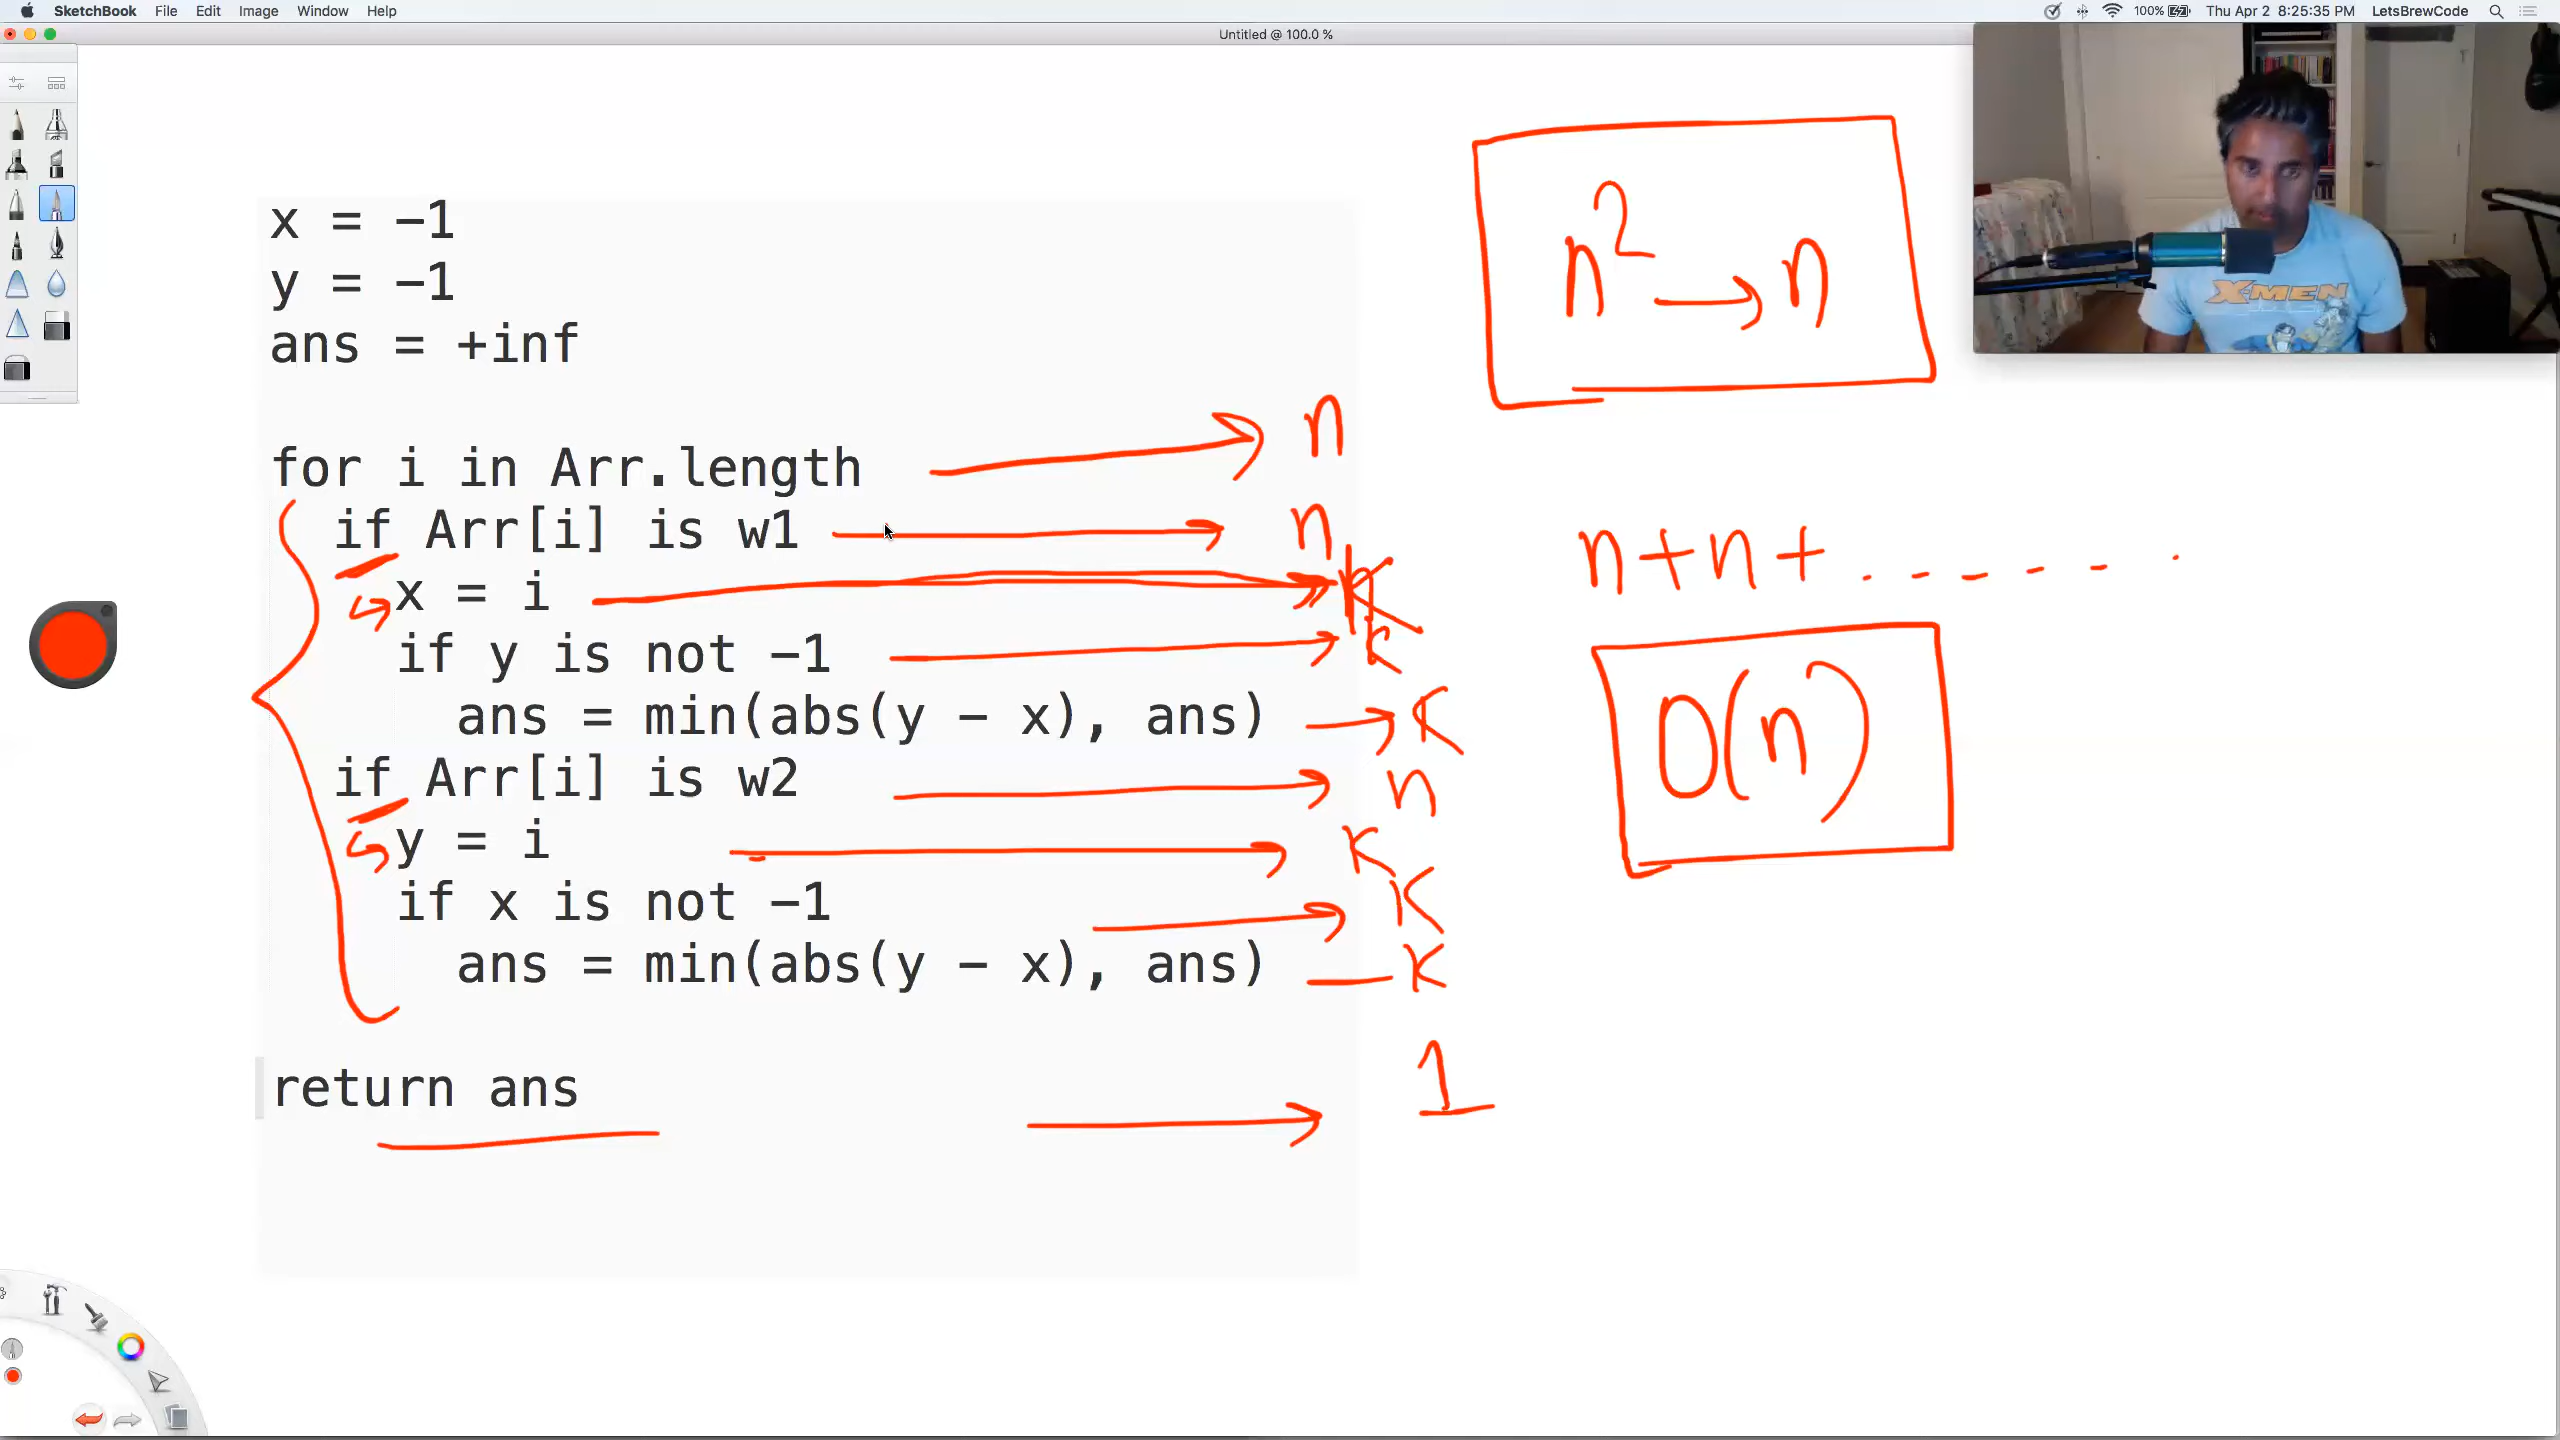 SketchBook File Edit Image Window Help
100% Thu Apr 2 8:25:35 PM LetsBrewCode
Untitled @ 100.0 %
X-MEN
n² → n
x = -1
y = -1
ans = +inf
for i in Arr.length → n
if Arr[i] is w1 → n
x = i → K
if y is not -1 → K
ans = min(abs(y - x), ans) → K
if Arr[i] is w2 → n
y = i → K
if x is not -1 → K
ans = min(abs(y - x), ans) — K
return ans → 1
n+n+ - - - - - - .
O(n)